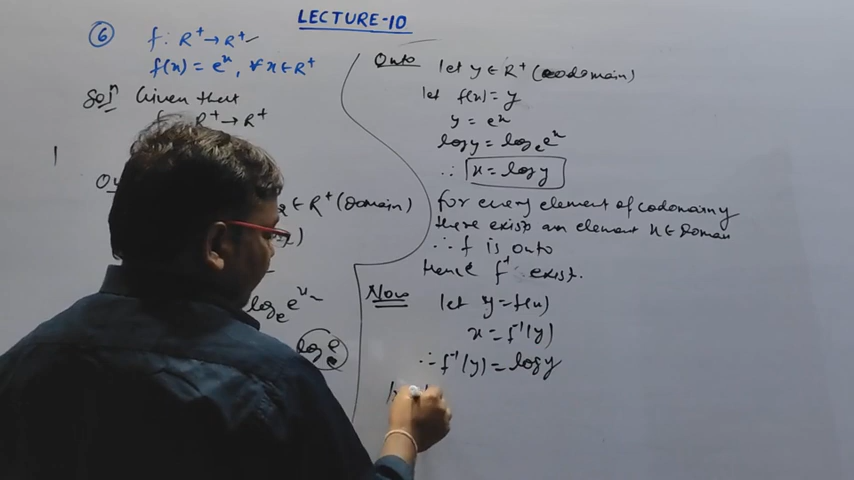 LECTURE-10
6
f: R⁺→R⁺
f(x) = eˣ, ∀ x∈R⁺
Solⁿ Given that
R⁺→R⁺
∈ R⁺ (Domain)
logₑ eˣ =
logₑ e
Onto let y∈R⁺ (codomain)
let f(x) = y
y = eˣ
log y = logₑ eˣ
∴ x = log y
for every element of codomain y
there exists an element x∈Domain
∴ f is onto
Hence f⁻¹ exist.
Now let y = f(x)
x = f⁻¹(y)
∴ f⁻¹(y) = log y